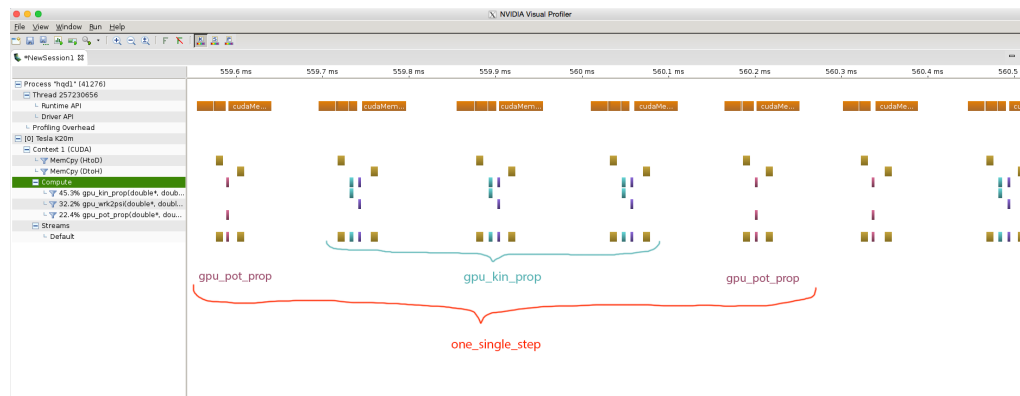 NVIDIA Visual Profiler
File View Window Run Help
*NewSession1
559.6 ms 559.7 ms 559.8 ms 559.9 ms 560 ms 560.1 ms 560.2 ms 560.3 ms 560.4 ms 560.5
Process "hqd1" (41276)
Thread 257230656
Runtime API
cudaMe... cudaMem... cudaMem... cudaMe... cudaMe... cudaMe...
Driver API
Profiling Overhead
[0] Tesla K20m
Context 1 (CUDA)
MemCpy (HtoD)
MemCpy (DtoH)
Compute
45.3% gpu_kin_prop(double*, doub...
32.2% gpu_wrk2psi(double*, doubl...
22.4% gpu_pot_prop(double*, dou...
Streams
Default
gpu_pot_prop gpu_kin_prop gpu_pot_prop
one_single_step